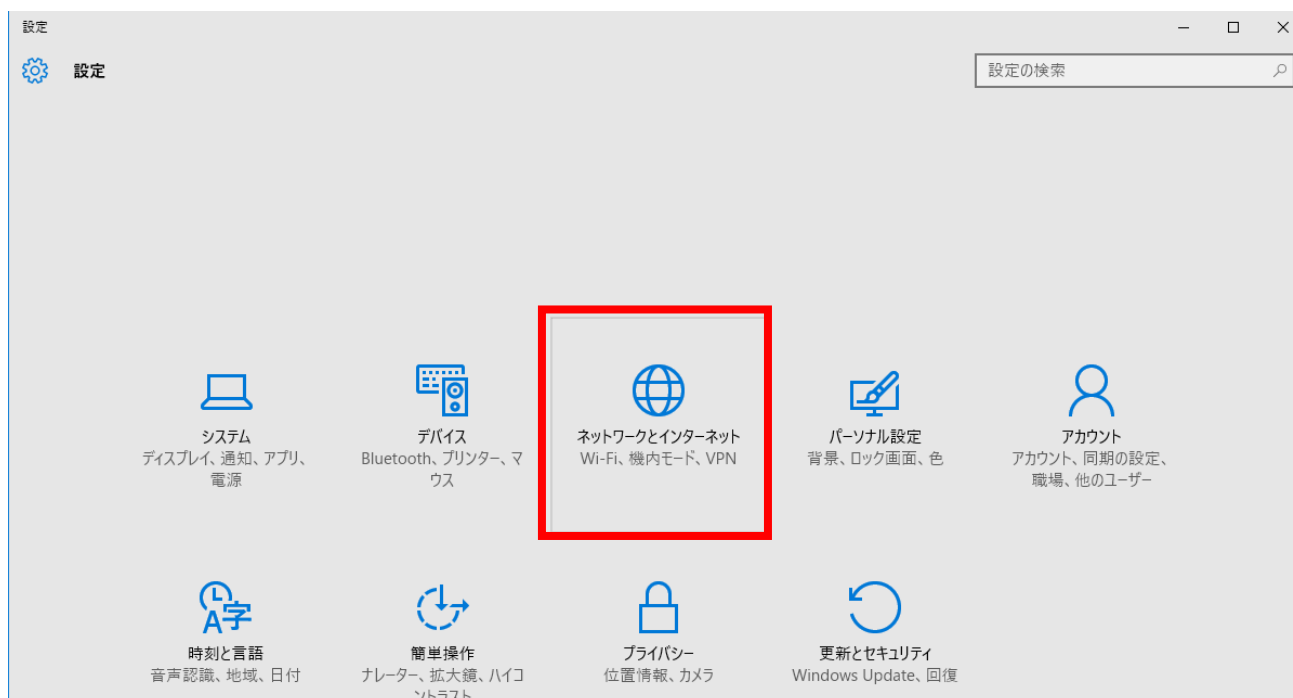 設定
設定
設定の検索
システム
ディスプレイ、通知、アプリ、
電源
デバイス
Bluetooth、プリンター、マ
ウス
ネットワークとインターネット
Wi-Fi、機内モード、VPN
パーソナル設定
背景、ロック画面、色
アカウント
アカウント、同期の設定、
職場、他のユーザー
時刻と言語
音声認識、地域、日付
簡単操作
ナレーター、拡大鏡、ハイコ
ントラスト
プライバシー
位置情報、カメラ
更新とセキュリティ
Windows Update、回復